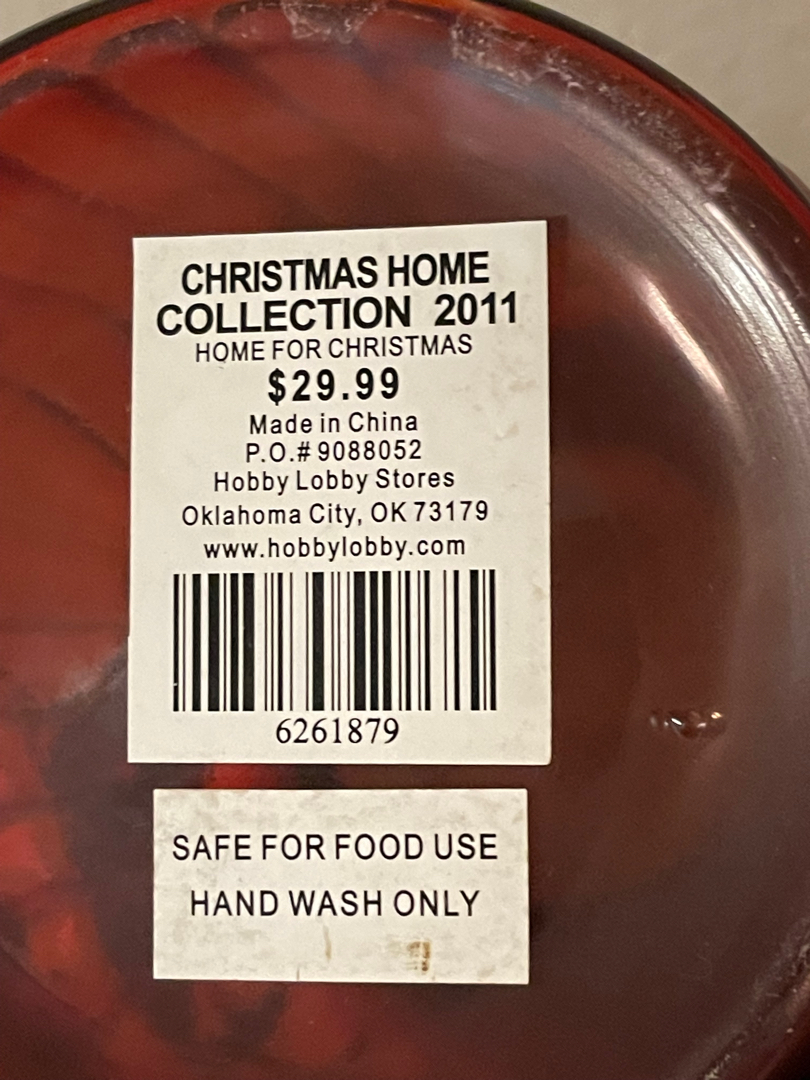 CHRISTMAS HOME
COLLECTION 2011
HOME FOR CHRISTMAS
$29.99
Made in China
P.O.# 9088052
Hobby Lobby Stores
Oklahoma City, OK 73179
www.hobbylobby.com
6261879
SAFE FOR FOOD USE
HAND WASH ONLY